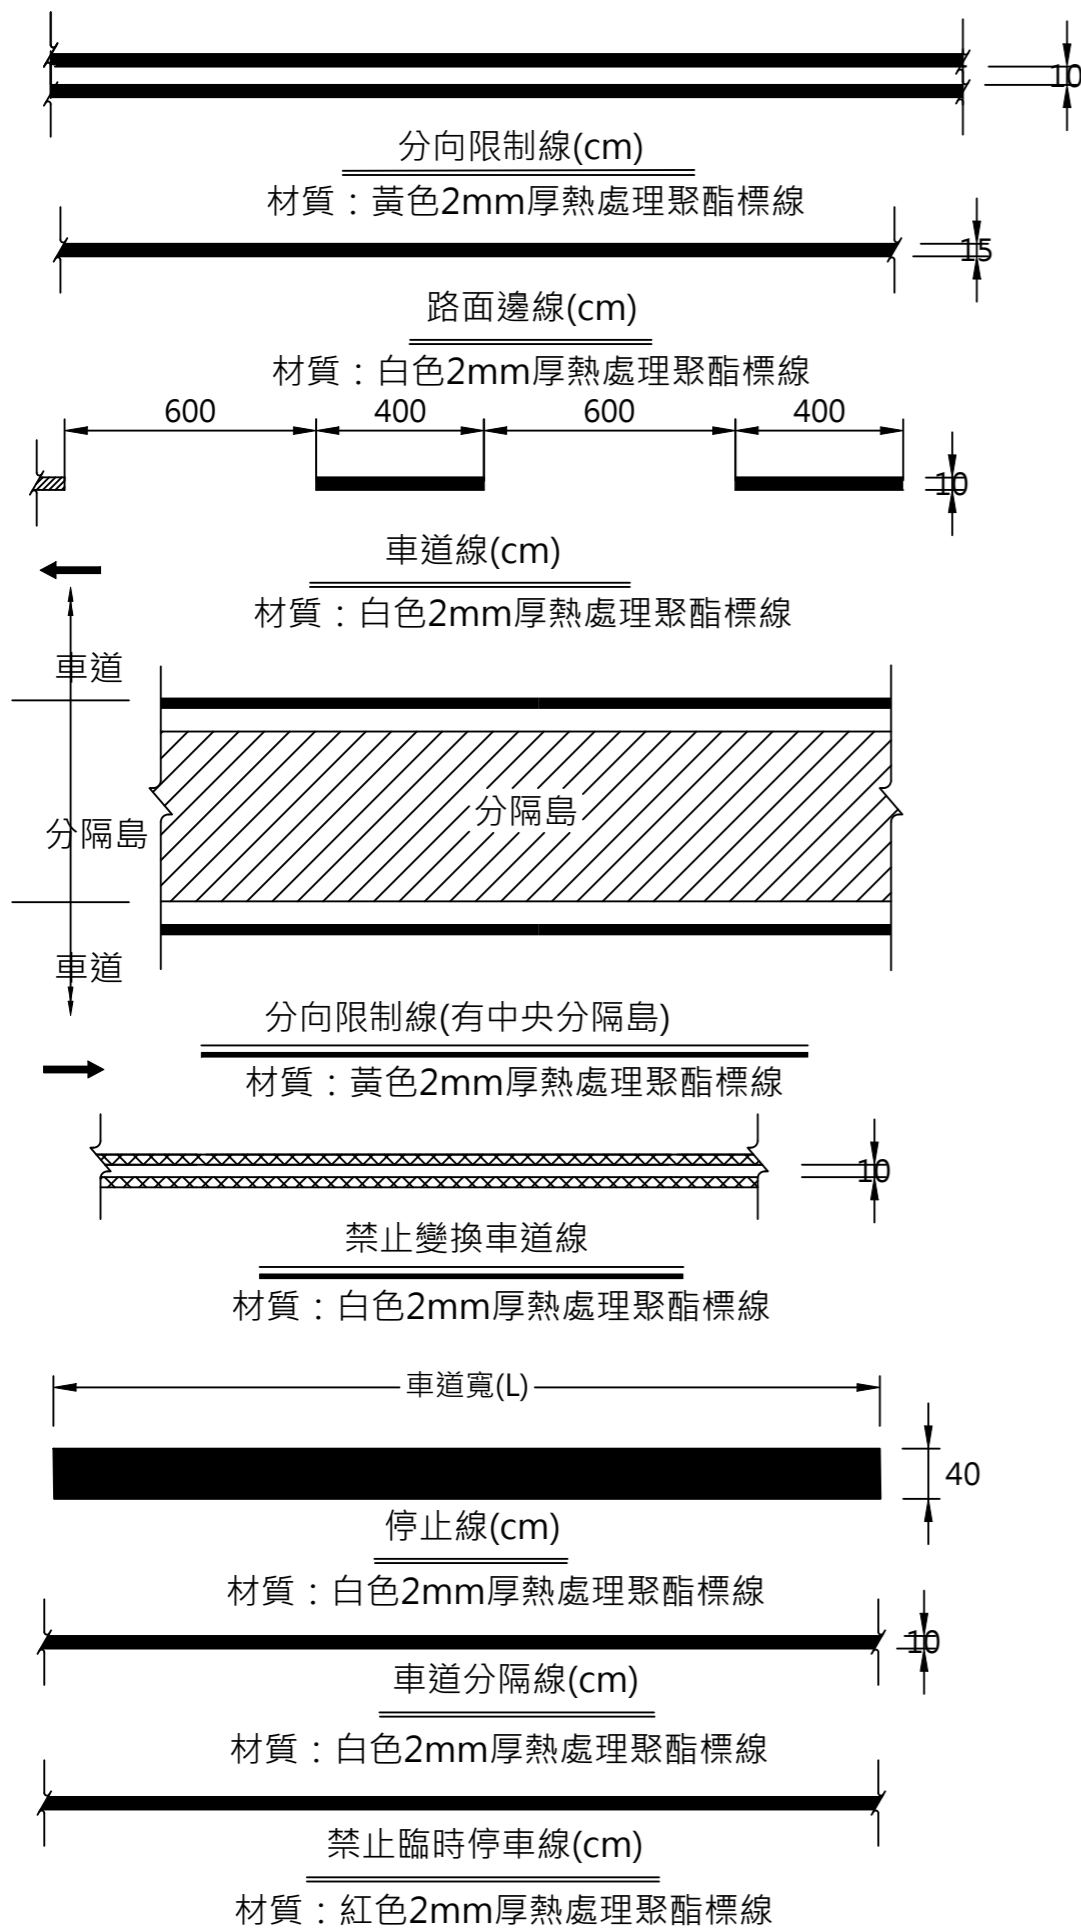 10
分向限制線(cm)
材質：黃色2mm厚熱處理聚酯標線
15
路面邊線(cm)
材質：白色2mm厚熱處理聚酯標線
600 400 600 400
10
車道線(cm)
材質：白色2mm厚熱處理聚酯標線
車道
分隔島
分隔島
車道
分向限制線(有中央分隔島)
材質：黃色2mm厚熱處理聚酯標線
10
禁止變換車道線
材質：白色2mm厚熱處理聚酯標線
車道寬(L)
40
停止線(cm)
材質：白色2mm厚熱處理聚酯標線
10
車道分隔線(cm)
材質：白色2mm厚熱處理聚酯標線
禁止臨時停車線(cm)
材質：紅色2mm厚熱處理聚酯標線